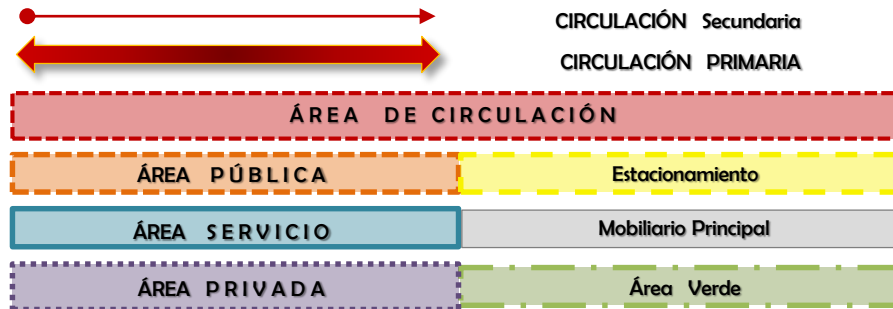 CIRCULACIÓN Secundaria
CIRCULACIÓN PRIMARIA
ÁREA DE CIRCULACIÓN
ÁREA PÚBLICA
Estacionamiento
ÁREA SERVICIO
Mobiliario Principal
ÁREA PRIVADA
Área Verde